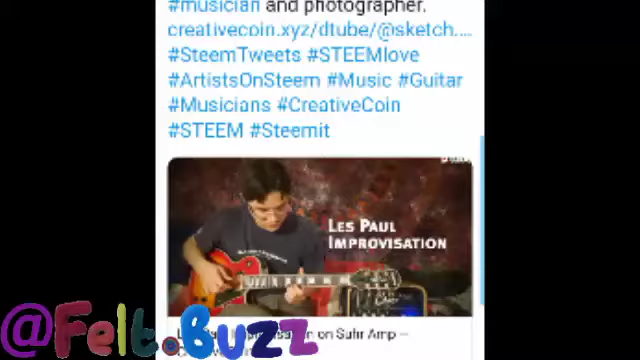 #musician and photographer.
creativecoin.xyz/dtube/@sketch....
#SteemTweets #STEEMlove
#ArtistsOnSteem #Music #Guitar
#Musicians #CreativeCoin
#STEEM #Steemit
LES PAUL
IMPROVISATION
on Suhr Amp —
@Felt.Buzz